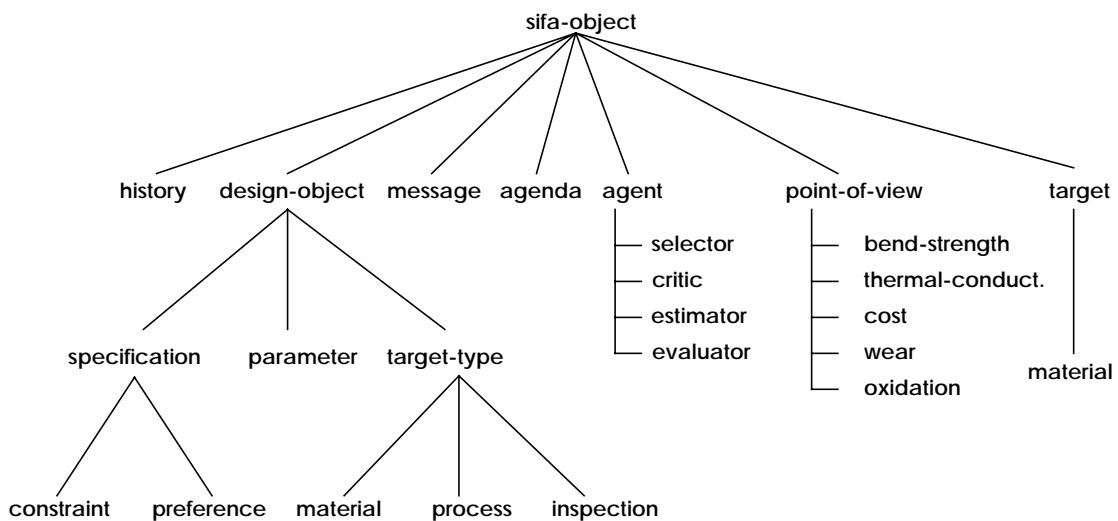 sifa-object
history design-object message agenda agent point-of-view target
selector bend-strength
critic thermal-conduct.
estimator cost
specification parameter target-type evaluator wear
material
oxidation
constraint preference material process inspection